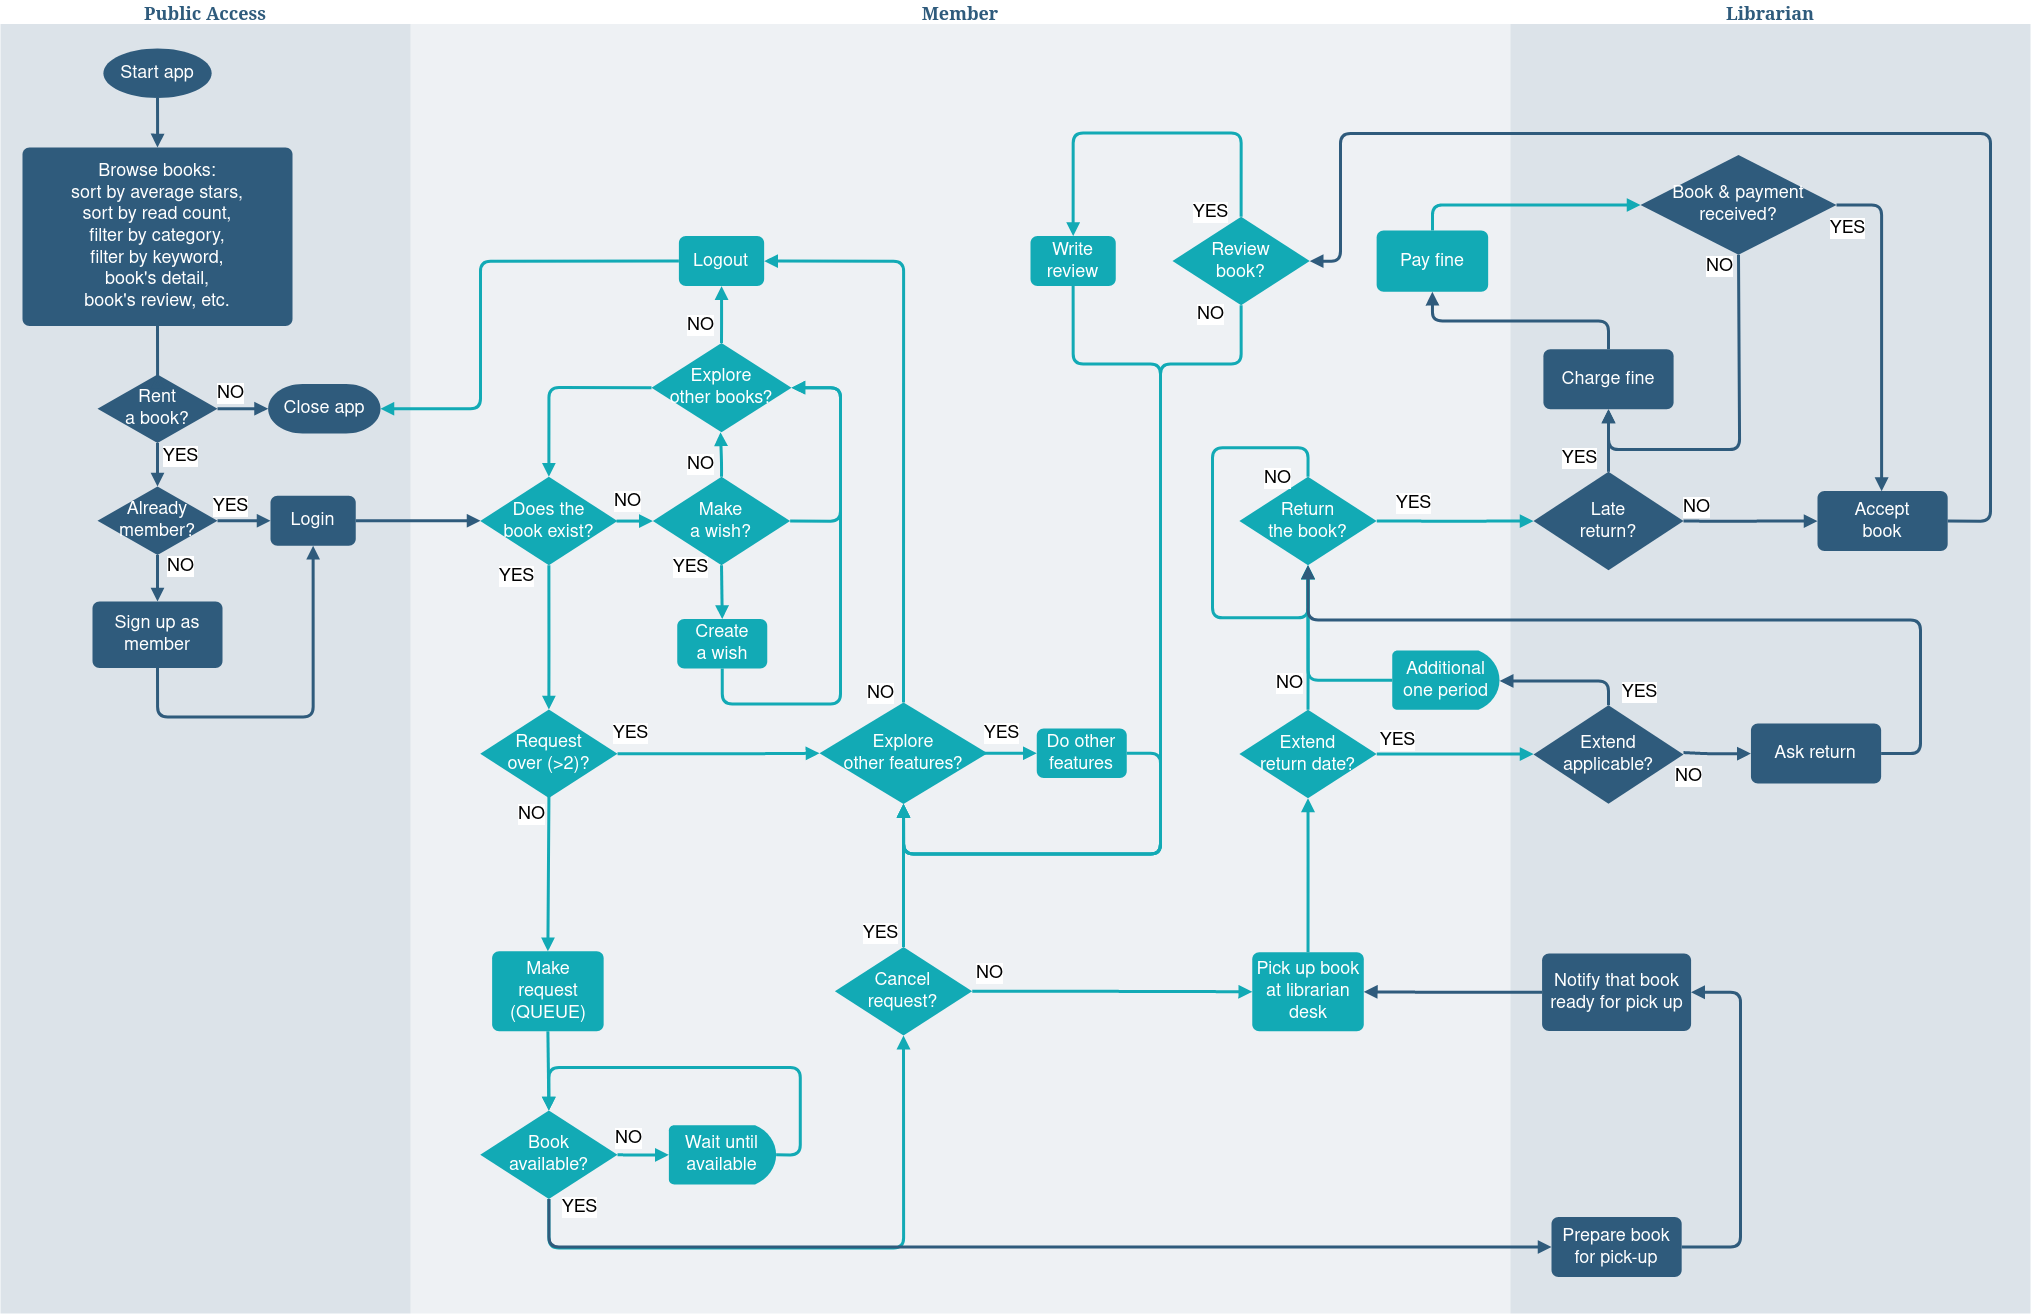 Public Access
Member
Librarian
Start app
Browse books:
sort by average stars,
sort by read count,
filter by category,
filter by keyword,
book's detail,
book's review, etc.
Rent
a book?
NO
Close app
YES
Already
member?
YES
Login
NO
Sign up as
member
Logout
NO
Explore
other books?
NO
Does the
book exist?
NO
Make
a wish?
YES
YES
Create
a wish
Request
over (>2)?
YES
NO
Explore
other features?
YES
Do other
features
NO
Make
request
(QUEUE)
YES
Cancel
request?
NO
Book
available?
NO
Wait until
available
YES
Write
review
YES
Review
book?
NO
Pay fine
Book & payment
received?
YES
NO
Charge fine
YES
NO
Return
the book?
YES
Late
return?
NO
Accept
book
Additional
one period
YES
NO
Extend
return date?
YES
Extend
applicable?
NO
Ask return
Pick up book
at librarian
desk
Notify that book
ready for pick up
Prepare book
for pick-up